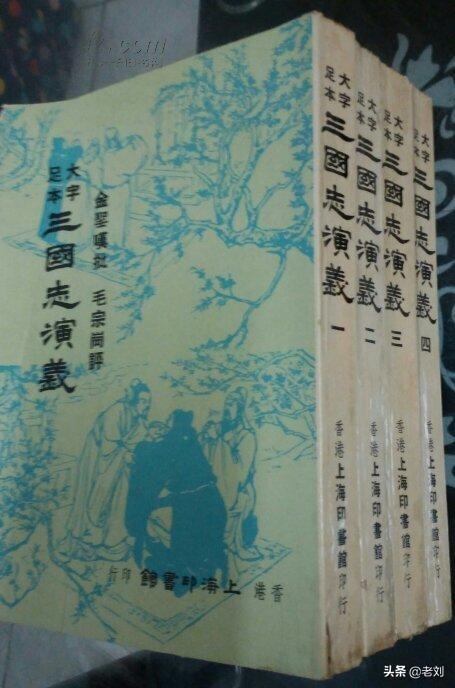 大字
足本
三國志演義
金聖嘆批 毛宗崗評
香港 上海印書館 印行
大字
足本
三國志演義 一
香港 上海印書館 印行
大字
足本
三國志演義 二
香港 上海印書館 印行
大字
足本
三國志演義 三
香港 上海印書館 印行
大字
足本
三國志演義 四
香港 上海印書館 印行
头条 @老刘